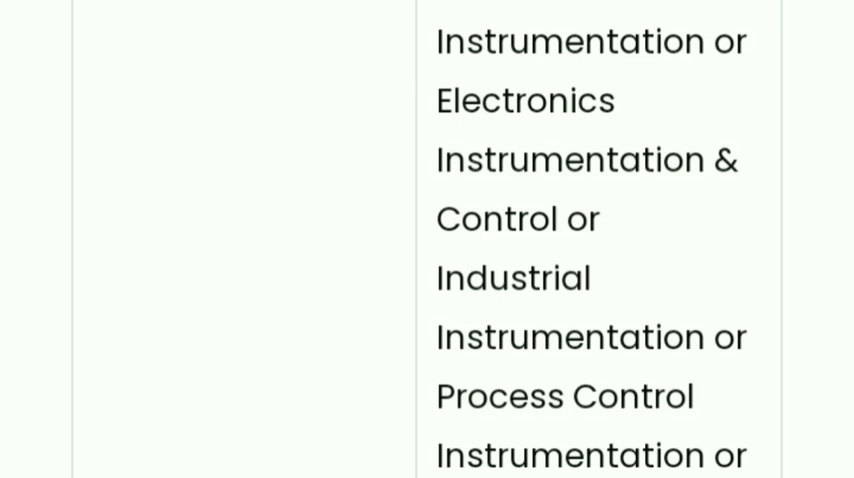 Instrumentation or
Electronics
Instrumentation &
Control or
Industrial
Instrumentation or
Process Control
Instrumentation or